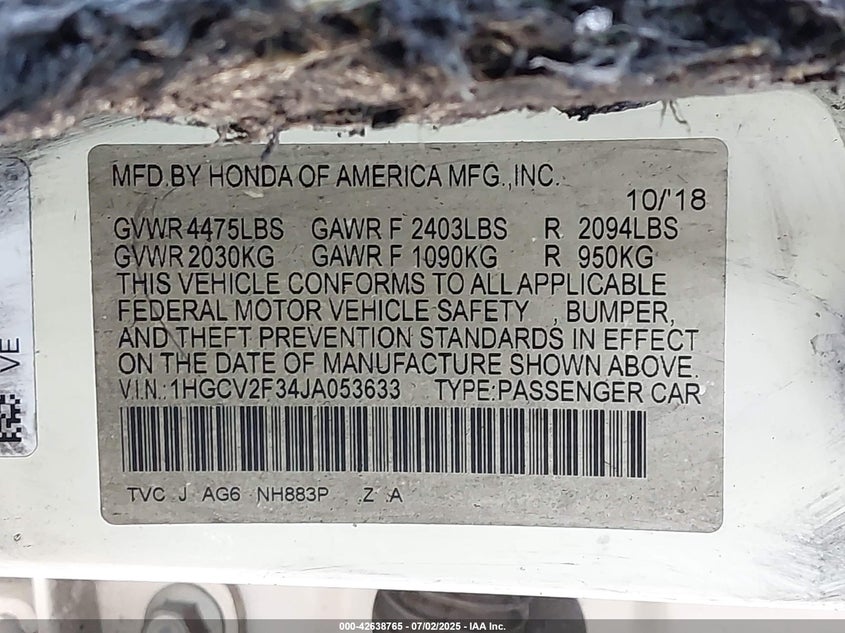 MFD.BY HONDA OF AMERICA MFG.,INC.
10/'18
GVWR 4475LBS GAWR F 2403LBS R 2094LBS
GVWR 2030KG GAWR F 1090KG R 950KG
THIS VEHICLE CONFORMS TO ALL APPLICABLE
FEDERAL MOTOR VEHICLE SAFETY , BUMPER,
AND THEFT PREVENTION STANDARDS IN EFFECT
ON THE DATE OF MANUFACTURE SHOWN ABOVE.
V.I.N.: 1HGCV2F34JA053633 TYPE:PASSENGER CAR
TVC J AG6 NH883P Z A
VE
000-42638765 - 07/02/2025 - IAA Inc.